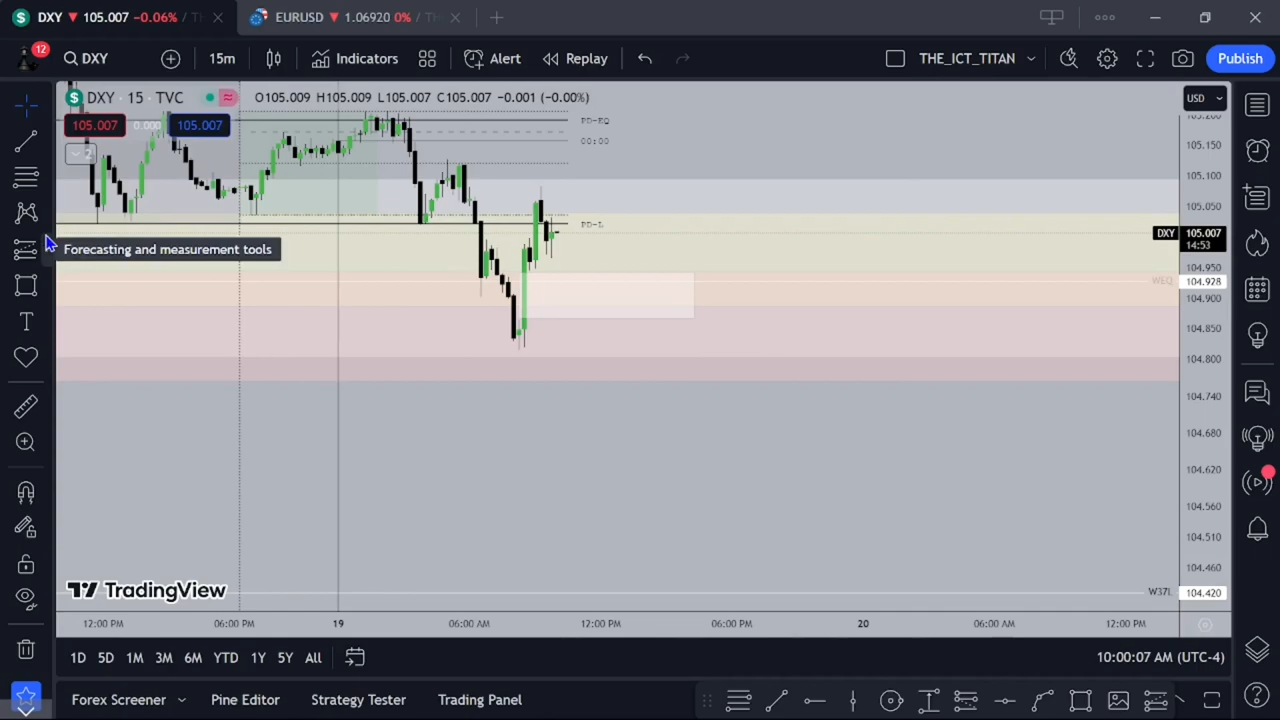 DXY 105.007 -0.06% / TH
EURUSD 1.06920 0% / TH
12
DXY
15m
Indicators
Alert
Replay
THE_ICT_TITAN
Publish
DXY · 15 · TVC
O105.009 H105.009 L105.007 C105.007 -0.001 (-0.00%)
USD
105.007
0.000
105.007
2
PD-EQ
00:00
PD-L
Forecasting and measurement tools
105.200
105.150
105.100
105.050
DXY
105.007
14:53
104.950
WEQ
104.928
104.900
104.850
104.800
104.740
104.680
104.620
104.560
104.510
104.460
W37L
104.420
TradingView
12:00 PM
06:00 PM
19
06:00 AM
12:00 PM
06:00 PM
20
06:00 AM
12:00 PM
1D 5D 1M 3M 6M YTD 1Y 5Y All
10:00:07 AM (UTC-4)
Forex Screener
Pine Editor
Strategy Tester
Trading Panel